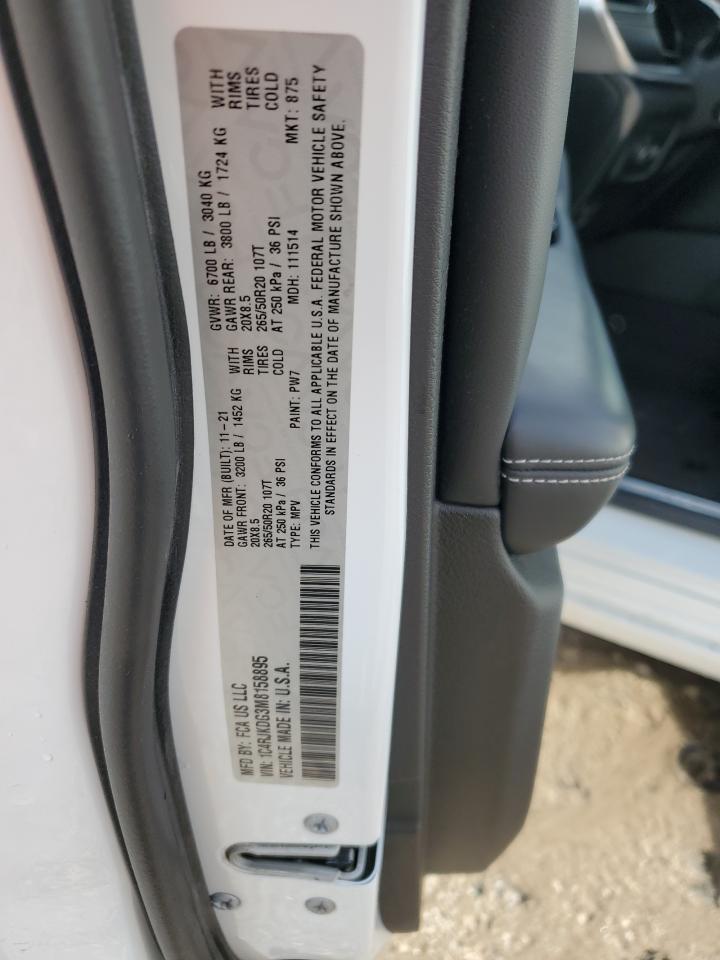 MFD BY: FCA US LLC
DATE OF MFR (BUILT): 11-21
GVWR: 6700 LB / 3040 KG
GAWR FRONT: 3200 LB / 1452 KG WITH
GAWR REAR: 3800 LB / 1724 KG WITH
20X8.5 RIMS
20X8.5 RIMS
265/50R20 107T TIRES
265/50R20 107T TIRES
AT 250 kPa / 36 PSI COLD
AT 250 kPa / 36 PSI COLD
VIN: 1C4RJKDG3M8158895
TYPE: MPV PAINT: PW7 MDH: 111514 MKT: 875
VEHICLE MADE IN: U.S.A.
THIS VEHICLE CONFORMS TO ALL APPLICABLE U.S.A. FEDERAL MOTOR VEHICLE SAFETY
STANDARDS IN EFFECT ON THE DATE OF MANUFACTURE SHOWN ABOVE.